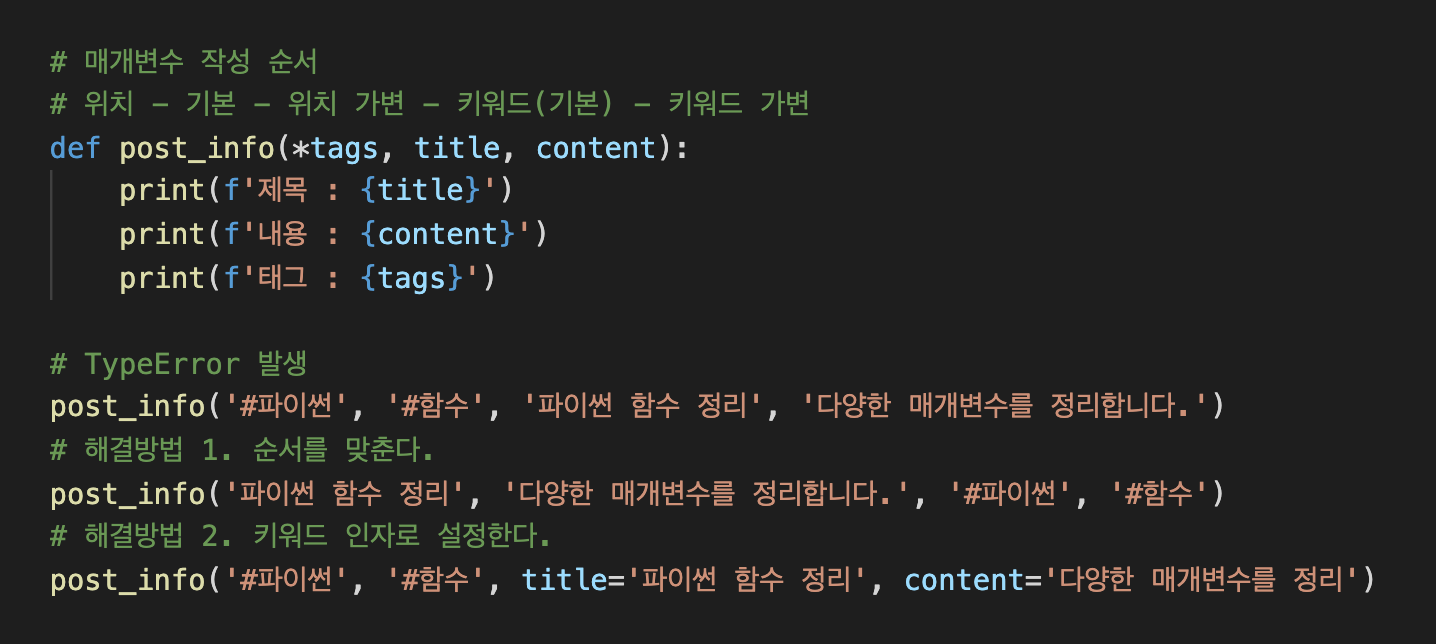 # 매개변수 작성 순서
# 위치 - 기본 - 위치 가변 - 키워드(기본) - 키워드 가변
def post_info(*tags, title, content):
    print(f'제목 : {title}')
    print(f'내용 : {content}')
    print(f'태그 : {tags}')
# TypeError 발생
post_info('#파이썬', '#함수', '파이썬 함수 정리', '다양한 매개변수를 정리합니다.')
# 해결방법 1. 순서를 맞춘다.
post_info('파이썬 함수 정리', '다양한 매개변수를 정리합니다.', '#파이썬', '#함수')
# 해결방법 2. 키워드 인자로 설정한다.
post_info('#파이썬', '#함수', title='파이썬 함수 정리', content='다양한 매개변수를 정리')